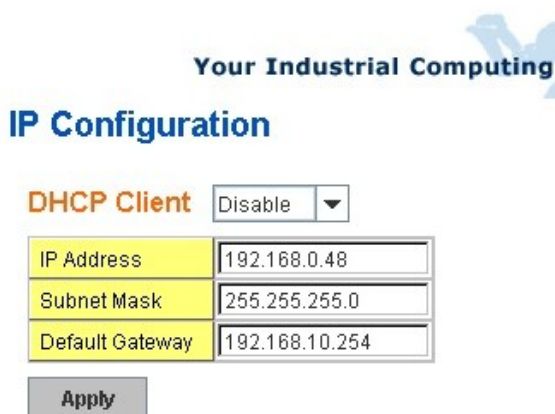 Your Industrial Computing
IP Configuration
DHCP Client Disable
IP Address 192.168.0.48
Subnet Mask 255.255.255.0
Default Gateway 192.168.10.254
Apply